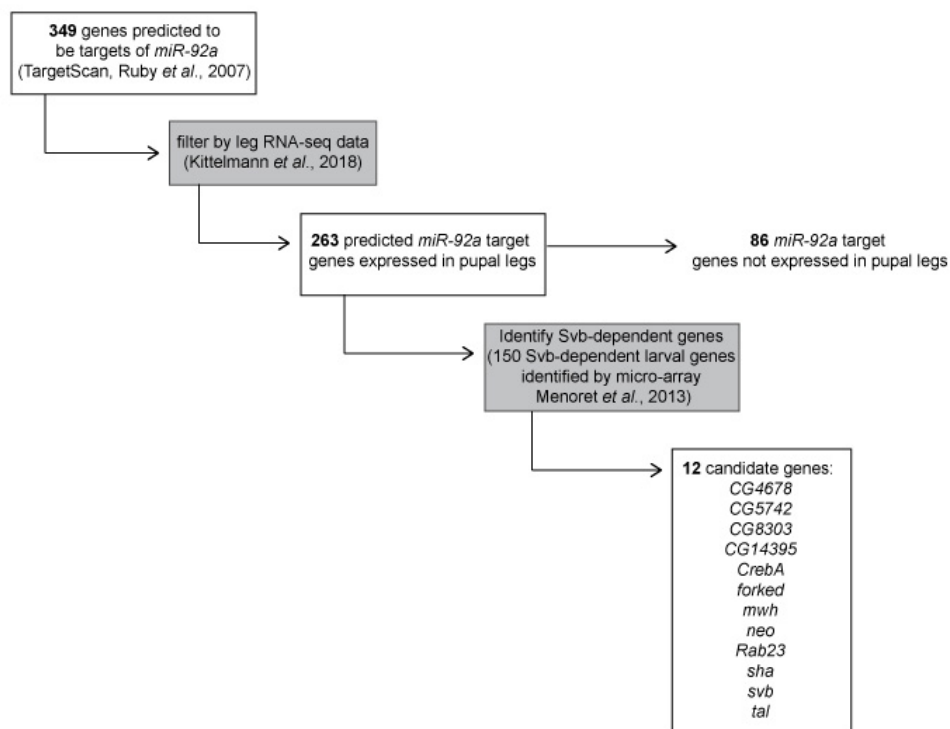 349 genes predicted to
be targets of miR-92a
(TargetScan, Ruby et al., 2007)
filter by leg RNA-seq data
(Kittelmann et al., 2018)
263 predicted miR-92a target
genes expressed in pupal legs
86 miR-92a target
genes not expressed in pupal legs
Identify Svb-dependent genes
(150 Svb-dependent larval genes
identified by micro-array
Menoret et al., 2013)
12 candidate genes:
CG4678
CG5742
CG8303
CG14395
CrebA
forked
mwh
neo
Rab23
sha
svb
tal